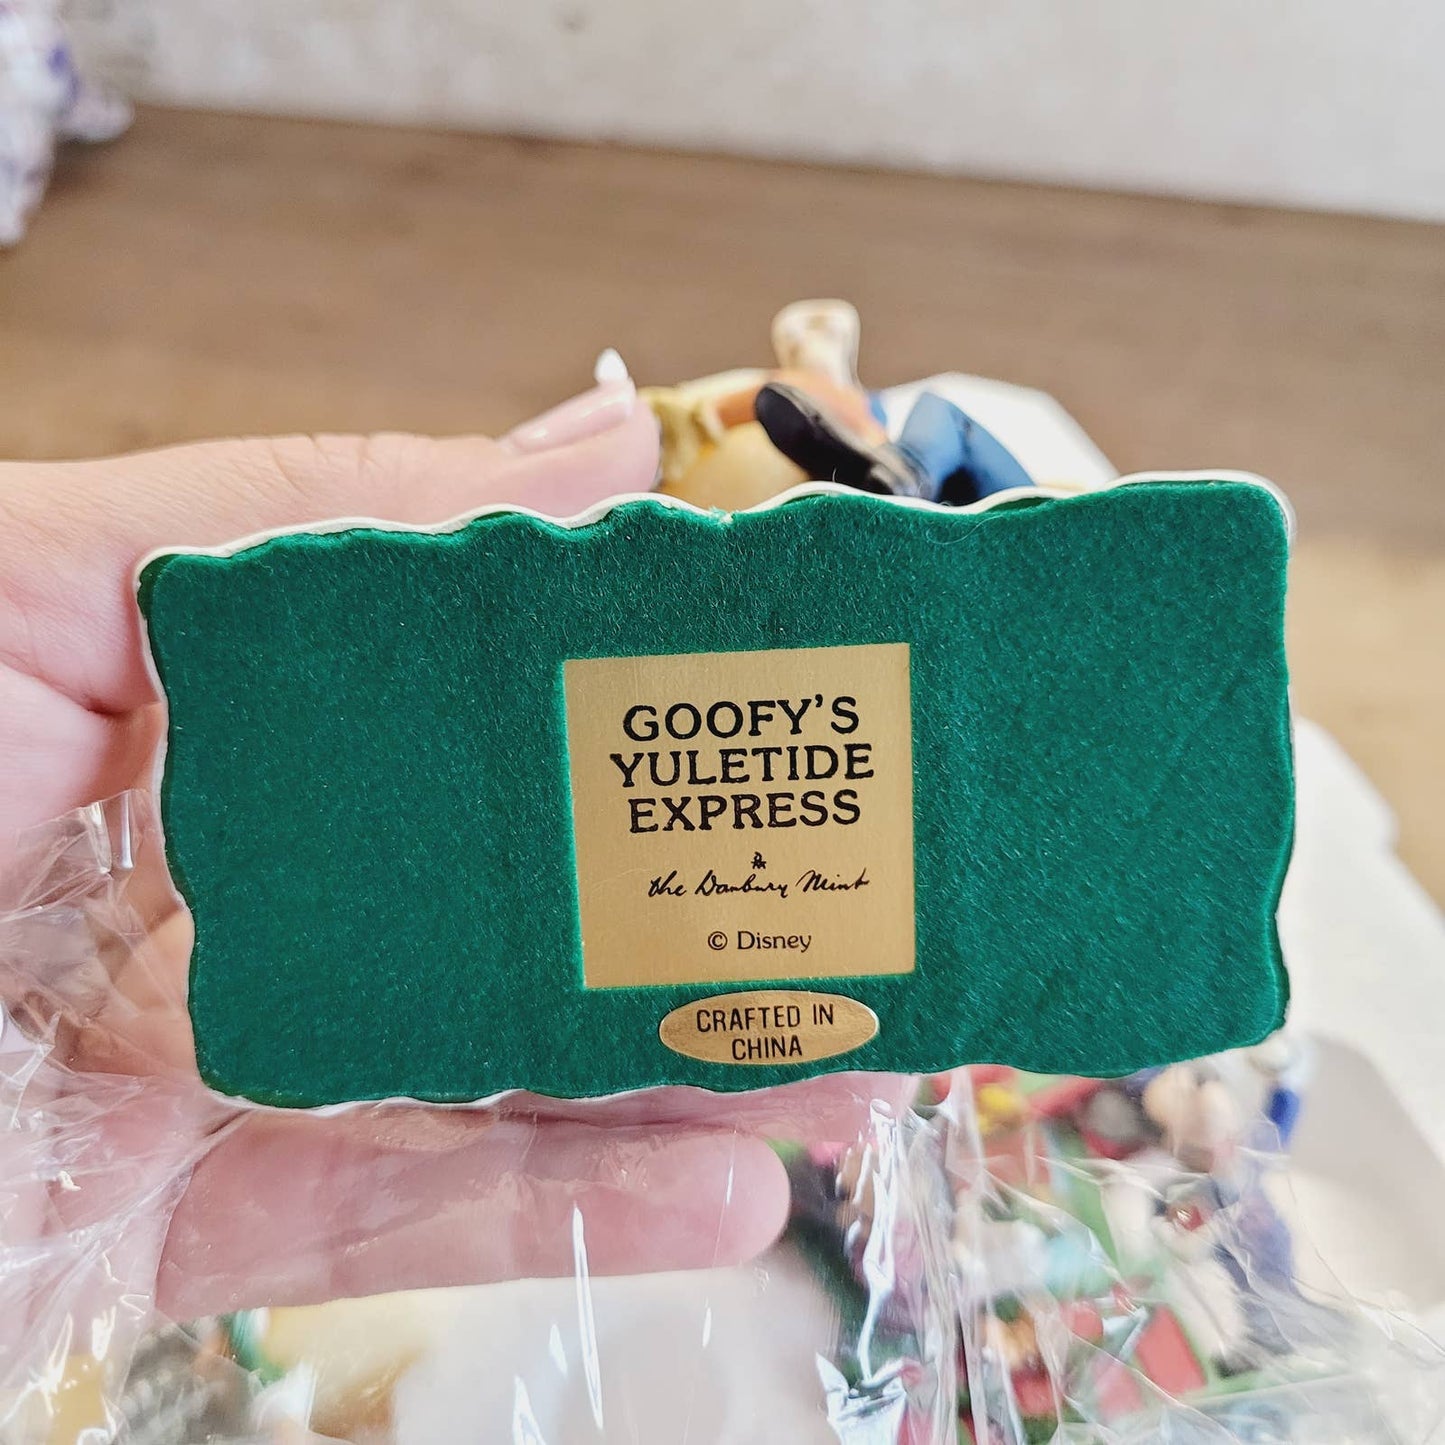 GOOFY'S
YULETIDE
EXPRESS
the Danbury Mint
© Disney
CRAFTED IN
CHINA